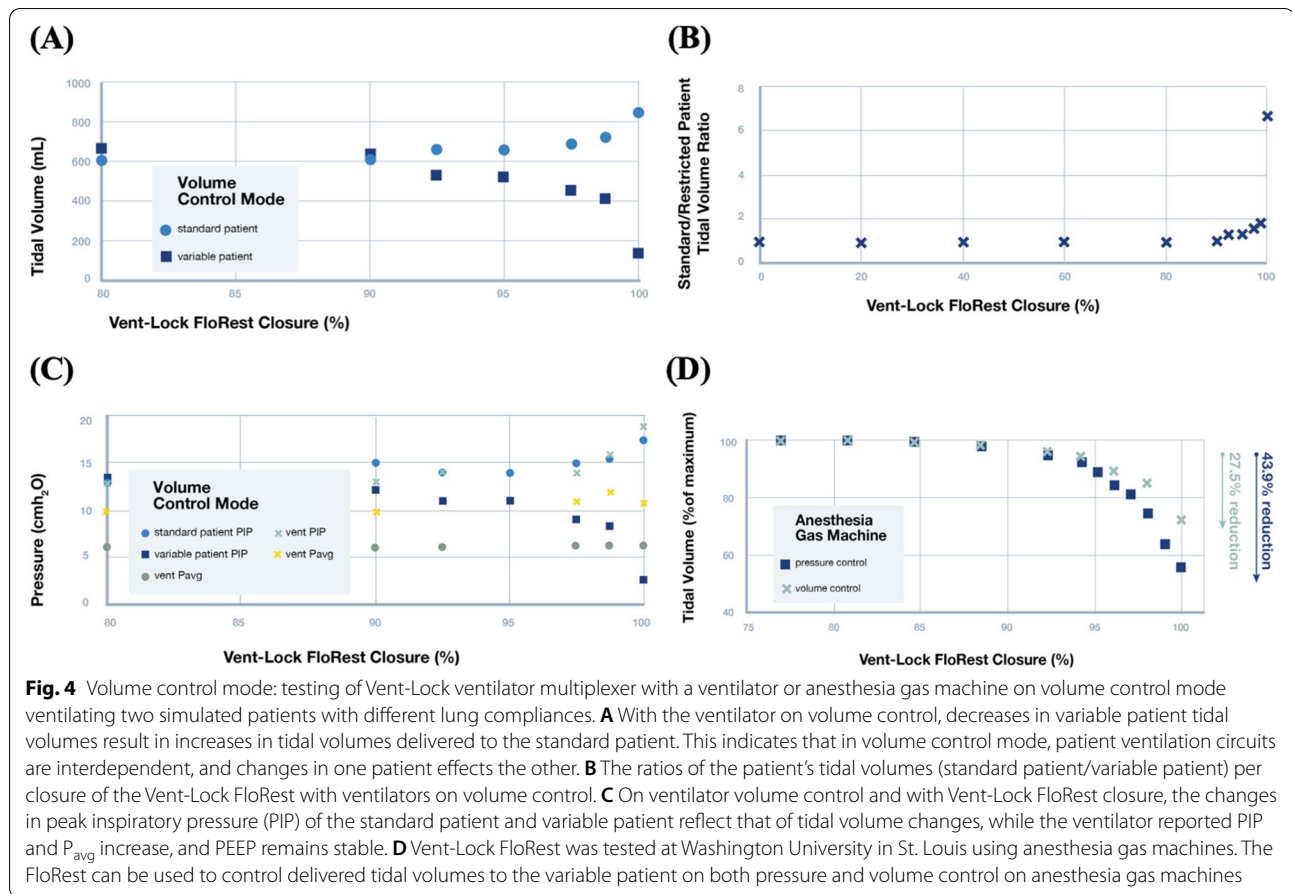 (A)
1000
800
600
400
200
0
Tidal Volume (mL)
Volume
Control Mode
standard patient
variable patient
80
85
90
95
100
Vent-Lock FloRest Closure (%)
(B)
8
6
4
2
0
Standard/Restricted Patient
Tidal Volume Ratio
0
20
40
60
80
100
Vent-Lock FloRest Closure (%)
(C)
20
15
10
5
0
Pressure (cmh₂O)
Volume
Control Mode
standard patient PIP
vent PIP
variable patient PIP
vent Pavg
vent Pavg
80
85
90
95
100
Vent-Lock FloRest Closure (%)
(D)
100
80
60
40
Tidal Volume (%of maximum)
Anesthesia
Gas Machine
pressure control
volume control
27.5% reduction
43.9% reduction
75
80
85
90
95
100
Vent-Lock FloRest Closure (%)
Fig. 4 Volume control mode: testing of Vent-Lock ventilator multiplexer with a ventilator or anesthesia gas machine on volume control mode
ventilating two simulated patients with different lung compliances. A With the ventilator on volume control, decreases in variable patient tidal
volumes result in increases in tidal volumes delivered to the standard patient. This indicates that in volume control mode, patient ventilation circuits
are interdependent, and changes in one patient effects the other. B The ratios of the patient's tidal volumes (standard patient/variable patient) per
closure of the Vent-Lock FloRest with ventilators on volume control. C On ventilator volume control and with Vent-Lock FloRest closure, the changes
in peak inspiratory pressure (PIP) of the standard patient and variable patient reflect that of tidal volume changes, while the ventilator reported PIP
and Pavg increase, and PEEP remains stable. D Vent-Lock FloRest was tested at Washington University in St. Louis using anesthesia gas machines. The
FloRest can be used to control delivered tidal volumes to the variable patient on both pressure and volume control on anesthesia gas machines